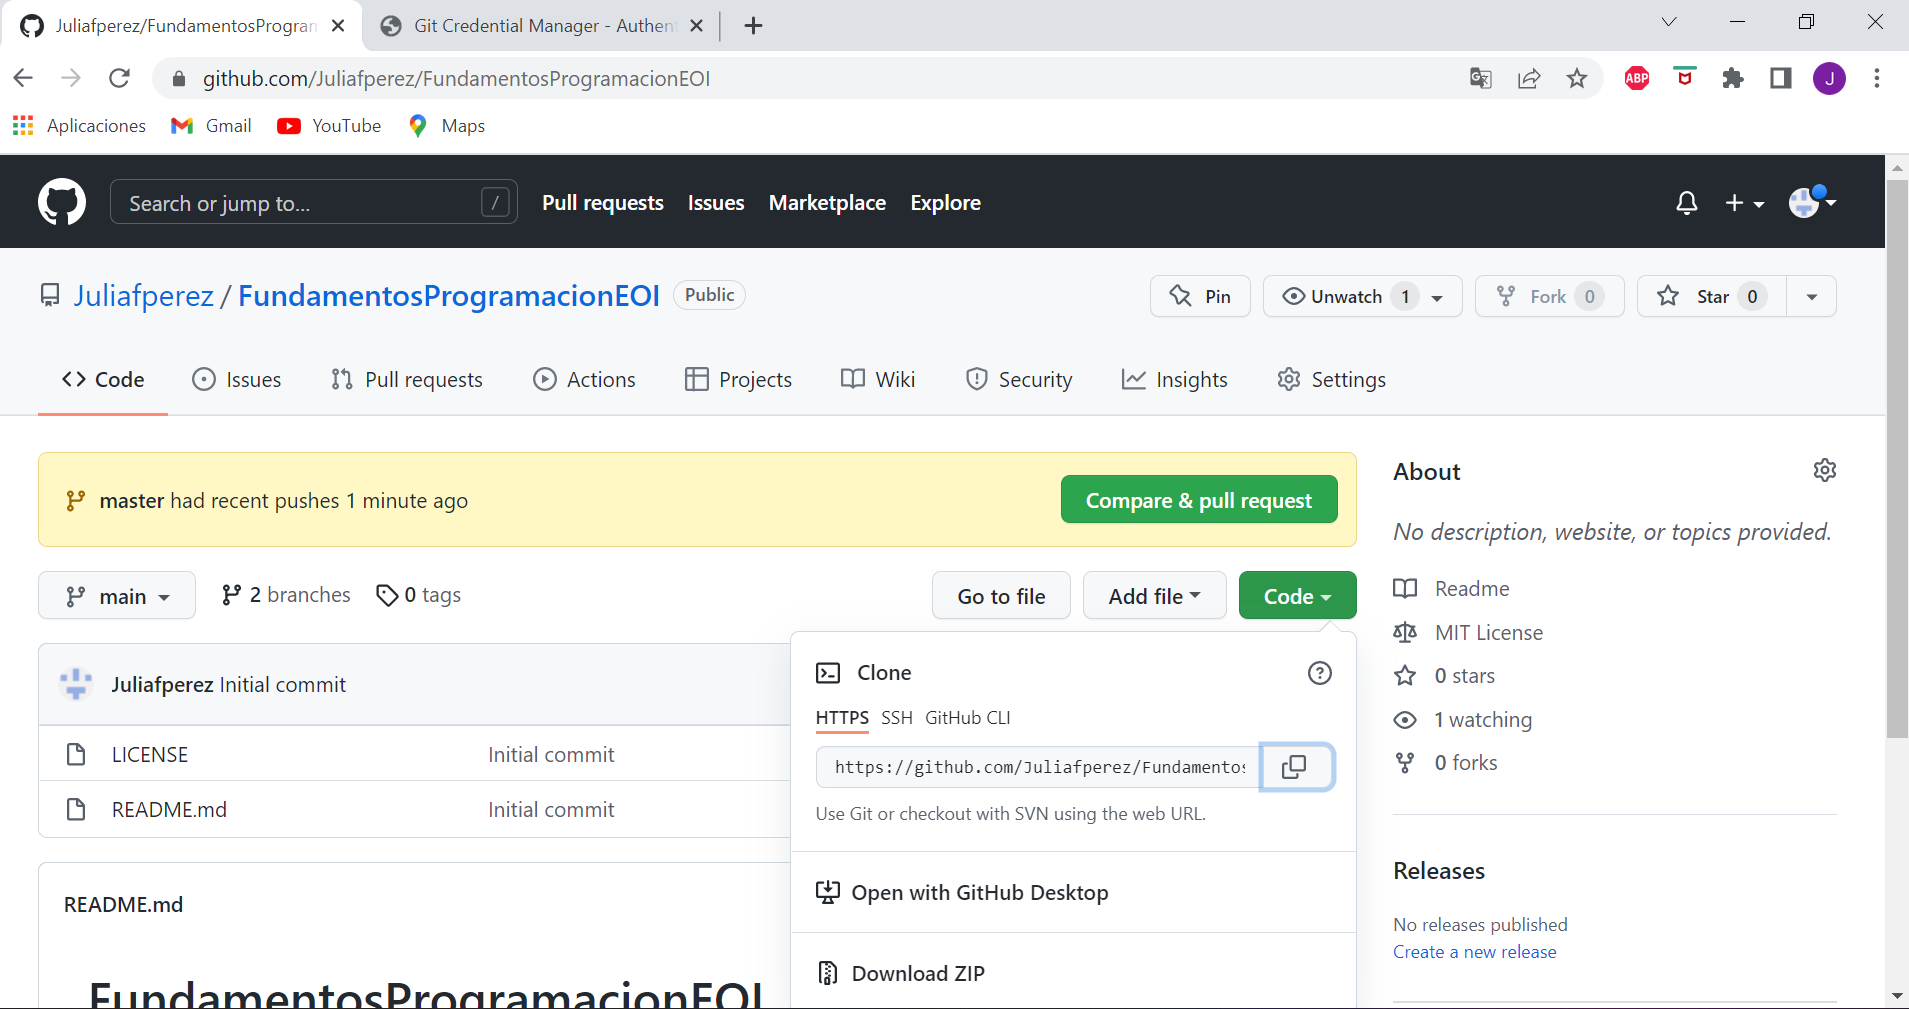 Juliafperez/FundamentosProgram
Git Credential Manager - Authent
github.com/Juliafperez/FundamentosProgramacionEOI
ABP
J
Aplicaciones Gmail YouTube Maps
Search or jump to... /
Pull requests Issues Marketplace Explore
Juliafperez / FundamentosProgramacionEOI Public
Pin Unwatch 1 Fork 0 Star 0
Code Issues Pull requests Actions Projects Wiki Security Insights Settings
master had recent pushes 1 minute ago
Compare & pull request
main 2 branches 0 tags
Go to file Add file Code
Juliafperez Initial commit
LICENSE Initial commit
README.md Initial commit
README.md
FundamentosProgramacionEOI
Clone
HTTPS SSH GitHub CLI
https://github.com/Juliafperez/Fundamentos
Use Git or checkout with SVN using the web URL.
Open with GitHub Desktop
Download ZIP
About
No description, website, or topics provided.
Readme
MIT License
0 stars
1 watching
0 forks
Releases
No releases published
Create a new release